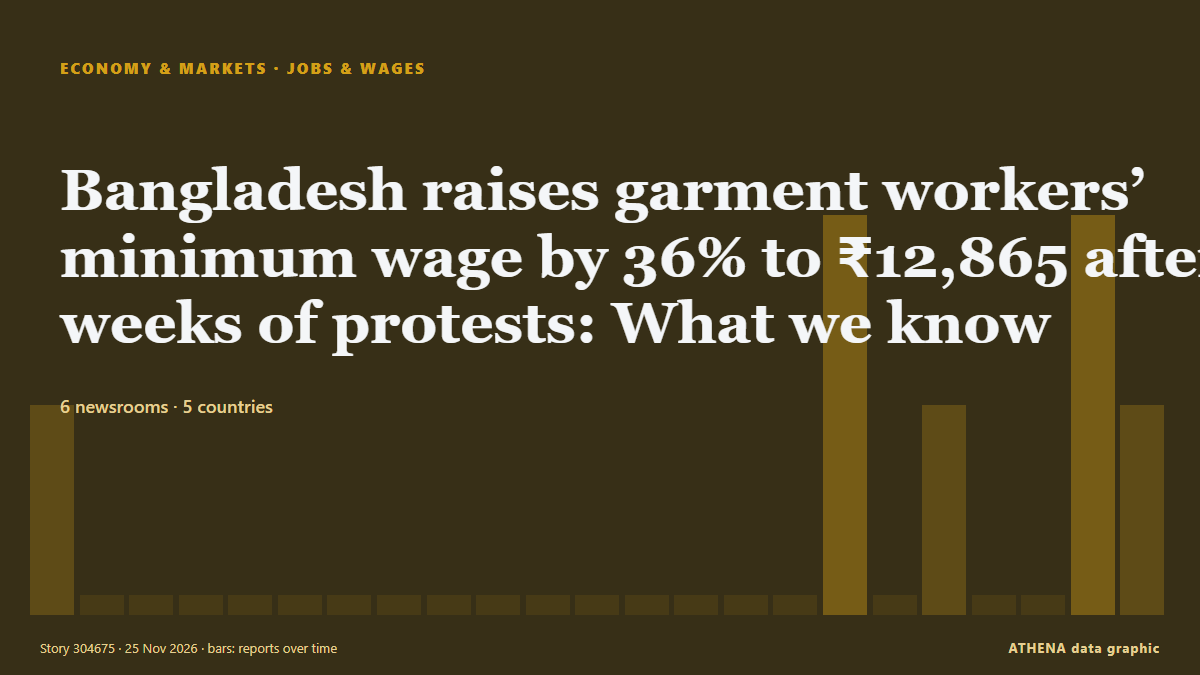 ECONOMY & MARKETS · JOBS & WAGES
Bangladesh raises garment workers’
minimum wage by 36% to ₹12,865 after
weeks of protests: What we know
6 newsrooms · 5 countries
Story 304675 · 25 Nov 2026 · bars: reports over time
ATHENA data graphic